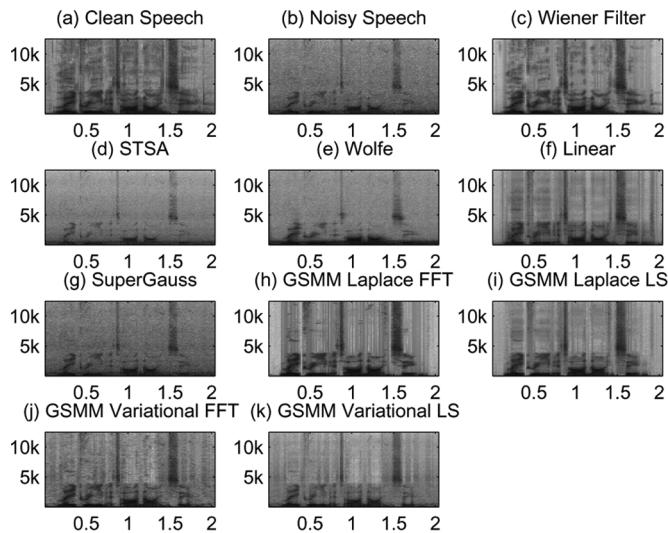 (a) Clean Speech (b) Noisy Speech (c) Wiener Filter
10k 10k 10k
5k 5k 5k
0.5 1 1.5 2 0.5 1 1.5 2 0.5 1 1.5 2
(d) STSA (e) Wolfe (f) Linear
10k 10k 10k
5k 5k 5k
0.5 1 1.5 2 0.5 1 1.5 2 0.5 1 1.5 2
(g) SuperGauss (h) GSMM Laplace FFT (i) GSMM Laplace LS
10k 10k 10k
5k 5k 5k
0.5 1 1.5 2 0.5 1 1.5 2 0.5 1 1.5 2
(j) GSMM Variational FFT (k) GSMM Variational LS
10k 10k
5k 5k
0.5 1 1.5 2 0.5 1 1.5 2